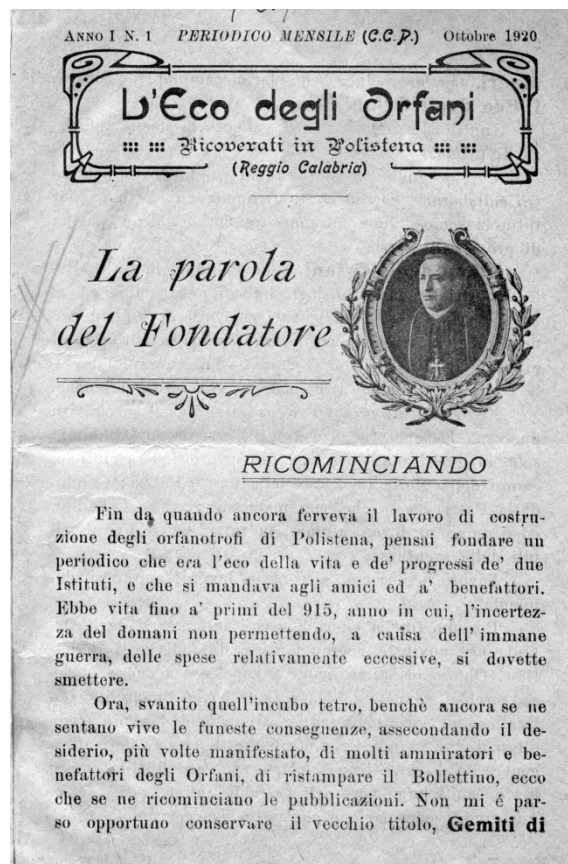 ANNO I N. 1 PERIODICO MENSILE (C.C.P.) Ottobre 1920
L'Eco degli Orfani
Ricoverati in Polistena
(Reggio Calabria)
La parola
del Fondatore
RICOMINCIANDO
Fin da quando ancora ferveva il lavoro di costru-
zione degli orfanotrofi di Polistena, pensai fondare un
periodico che era l'eco della vita e de' progressi de' due
Istituti, e che si mandava agli amici ed a' benefattori.
Ebbe vita fino a' primi del 915, anno in cui, l'incertez-
za del domani non permettendo, a causa dell' immane
guerra, delle spese relativamente eccessive, si dovette
smettere.
Ora, svanito quell'incubo tetro, benchè ancora se ne
sentano vive le funeste conseguenze, assecondando il de-
siderio, più volte manifestato, di molti ammiratori e be-
nefattori degli Orfani, di ristampare il Bollettino, ecco
che se ne ricominciano le pubblicazioni. Non mi é par-
so opportuno conservare il vecchio titolo, Gemiti di